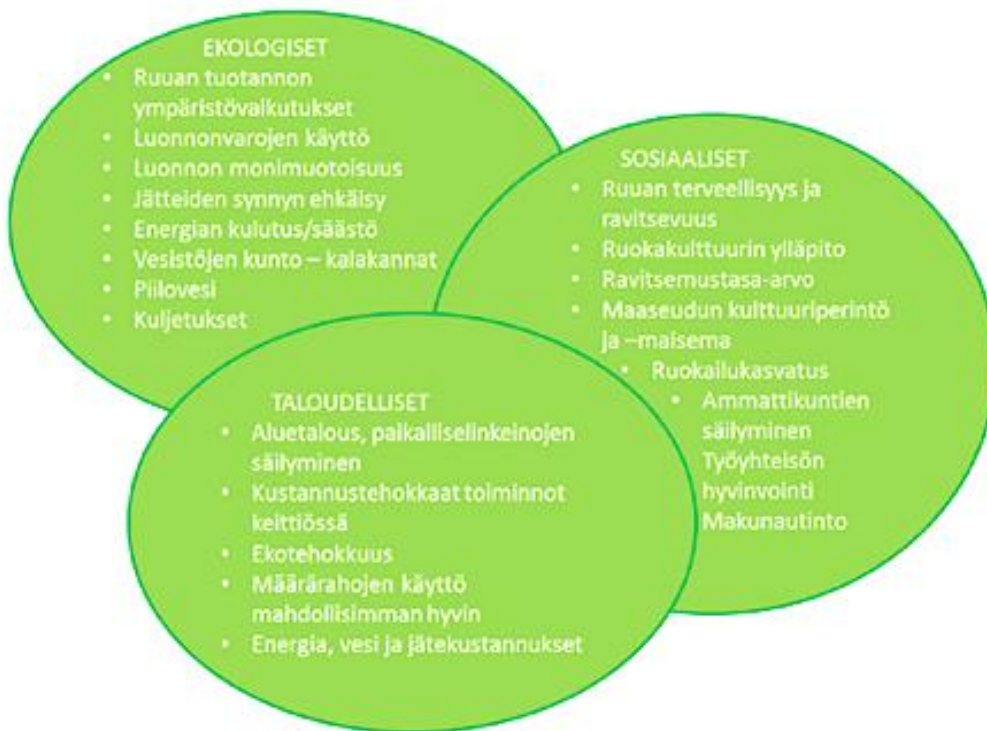 EKOLOGISET
• Ruuan tuotannon
ympäristövaikutukset
• Luonnonvarojen käyttö
• Luonnon monimuotoisuus
• Jätteiden synnyn ehkäisy
• Energian kulutus/säästö
• Vesistöjen kunto – kalakannat
• Piilovesi
• Kuljetukset
SOSIAALISET
• Ruuan terveellisyys ja
ravitsevuus
• Ruokakulttuurin ylläpito
• Ravitsemustasa-arvo
• Maaseudun kulttuuriperintö
ja –maisema
• Ruokailukasvatus
• Ammattikuntien
säilyminen
Työyhteisön
hyvinvointi
Makunautinto
TALOUDELLISET
• Aluetalous, paikalliselinkeinojen
säilyminen
• Kustannustehokkaat toiminnot
keittiössä
• Ekotehokkuus
• Määrärahojen käyttö
mahdollisimman hyvin
• Energia, vesi ja jätekustannukset